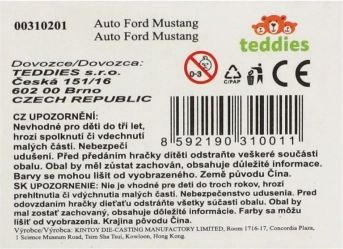 00310201
Auto Ford Mustang
Auto Ford Mustang
teddies
Dovozce/Dovozca:
TEDDIES s.r.o.
Česká 151/16
602 00 Brno
CZECH REPUBLIC
0-3
C/PAP
CE
8 592190 310011
CZ UPOZORNĚNÍ:
Nevhodné pro děti do tří let,
hrozí spolknutí či vdechnutí
malých částí. Nebezpečí
udušení. Před předáním hračky dítěti odstraňte veškeré součásti
obalu. Obal by měl zůstat zachován, obsahuje důležité informace.
Barvy se mohou lišit od vyobrazení. Země původu Čína.
SK UPOZORNENIE: Nie je vhodné pre deti do troch rokov, hrozí
prehltnutia či vdýchnutia malých častí. Nebezpečenstvo udusenia. Pred
odovzdaním hračky dieťaťu odstráňte všetky súčasti obalu. Obal by
mal zostať zachovaný, obsahuje dôležité informácie. Farby sa môžu
líšiť od vyobrazenia. Krajina pôvodu Čína.
Výrobce/Výrobca: KINTOY DIE-CASTING MANUFACTORY LIMITED, Room 1716-17, Concordia Plaza,
1 Science Museum Road, Tsim Sha Tsui, Kowloon, Hong Kong.